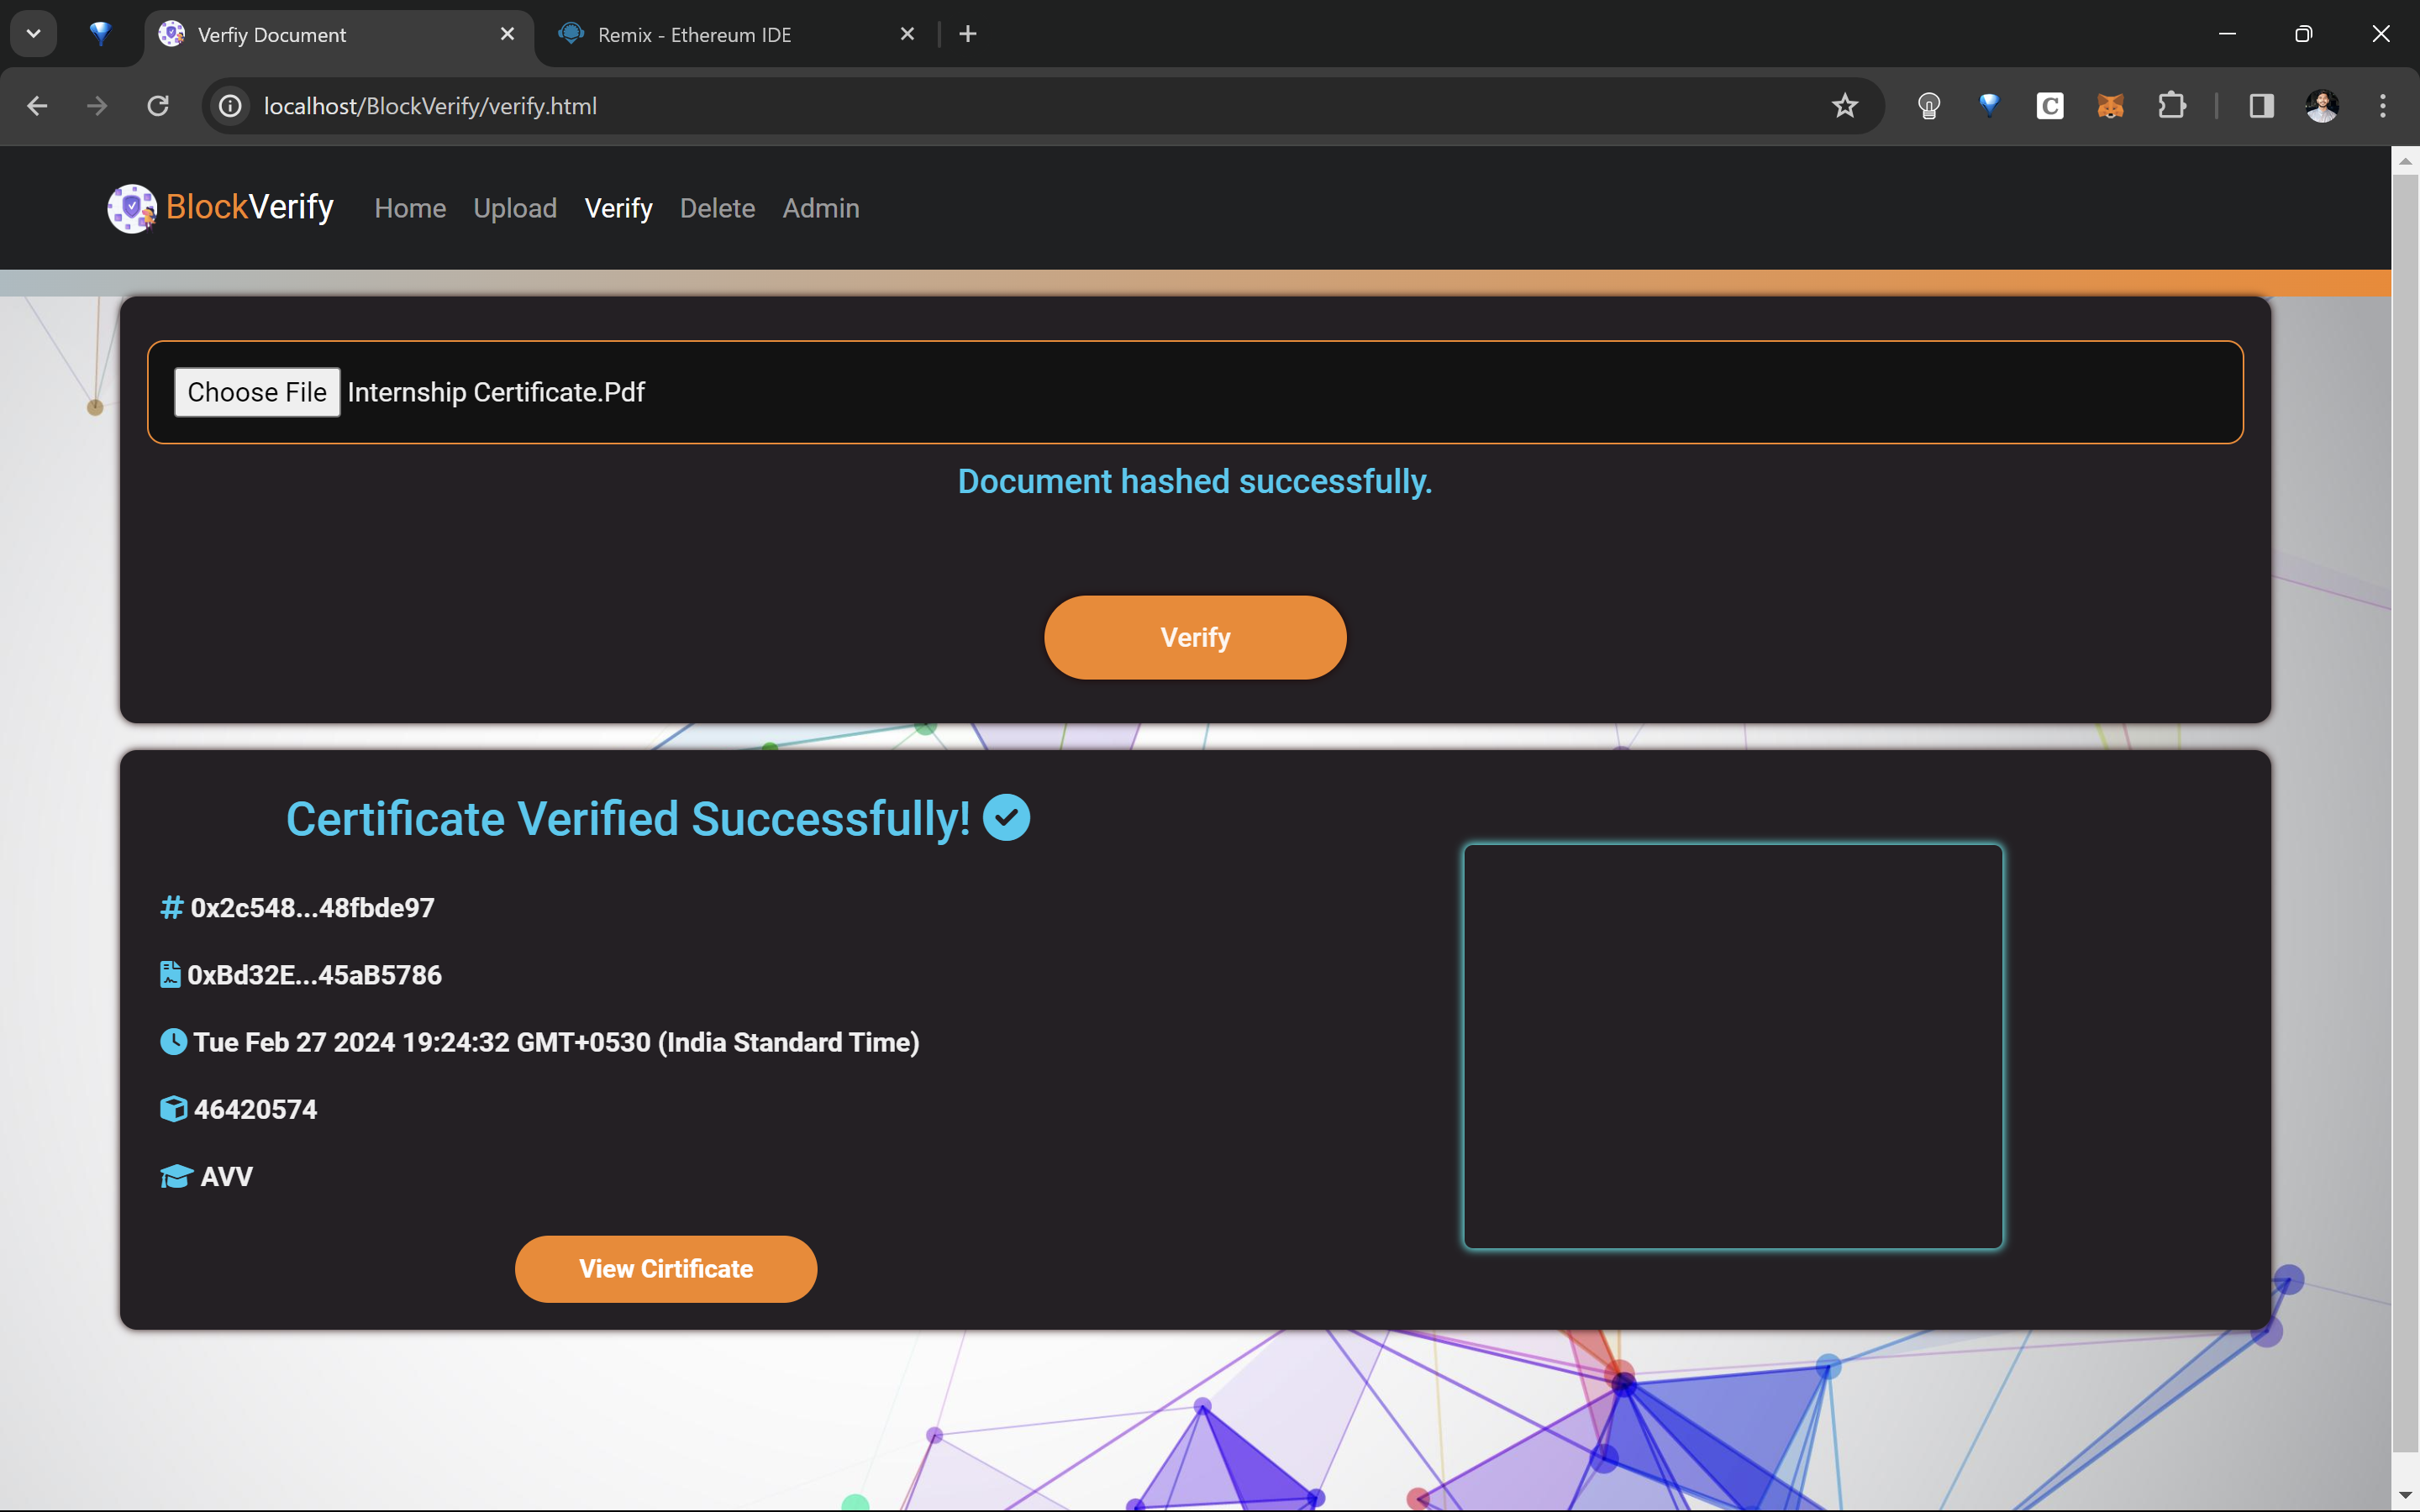 Verfiy Document
Remix - Ethereum IDE
localhost/BlockVerify/verify.html
C
BlockVerify Home Upload Verify Delete Admin
Choose File Internship Certificate.Pdf
Document hashed successfully.
Verify
Certificate Verified Successfully!
# 0x2c548...48fbde97
0xBd32E...45aB5786
Tue Feb 27 2024 19:24:32 GMT+0530 (India Standard Time)
46420574
AVV
View Cirtificate